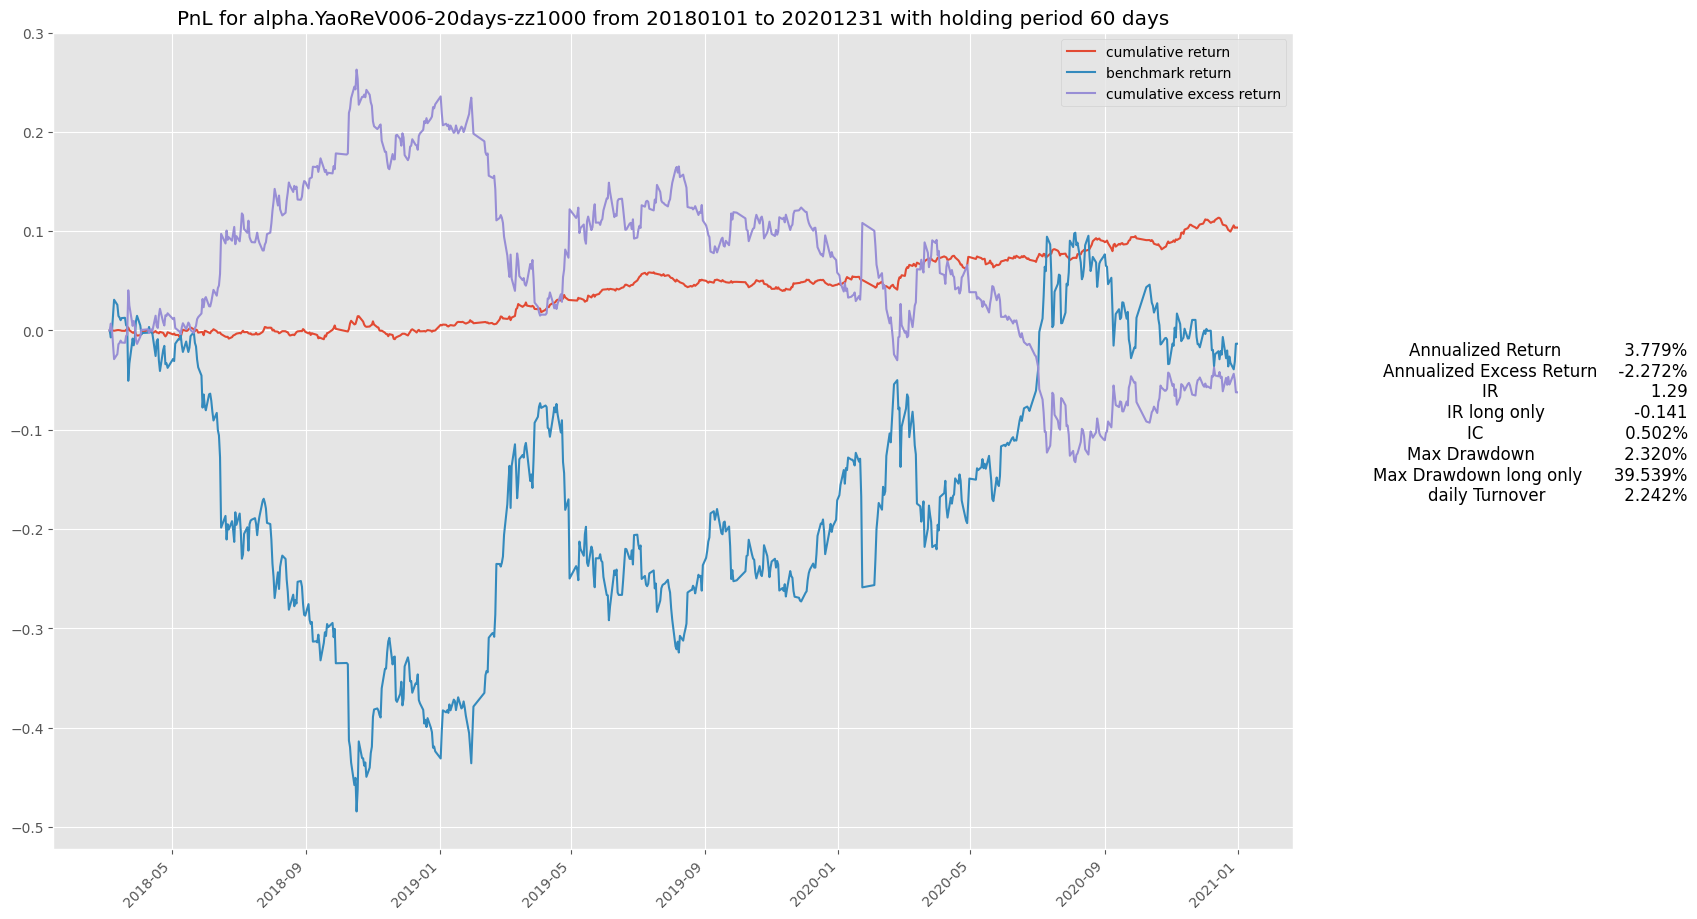 PnL for alpha.YaoReV006-20days-zz1000 from 20180101 to 20201231 with holding period 60 days
cumulative return
benchmark return
cumulative excess return
0.3
0.2
0.1
0.0
−0.1
−0.2
−0.3
−0.4
−0.5
2018-05
2018-09
2019-01
2019-05
2019-09
2020-01
2020-05
2020-09
2021-01
Annualized Return 3.779%
Annualized Excess Return -2.272%
IR 1.29
IR long only -0.141
IC 0.502%
Max Drawdown 2.320%
Max Drawdown long only 39.539%
daily Turnover 2.242%